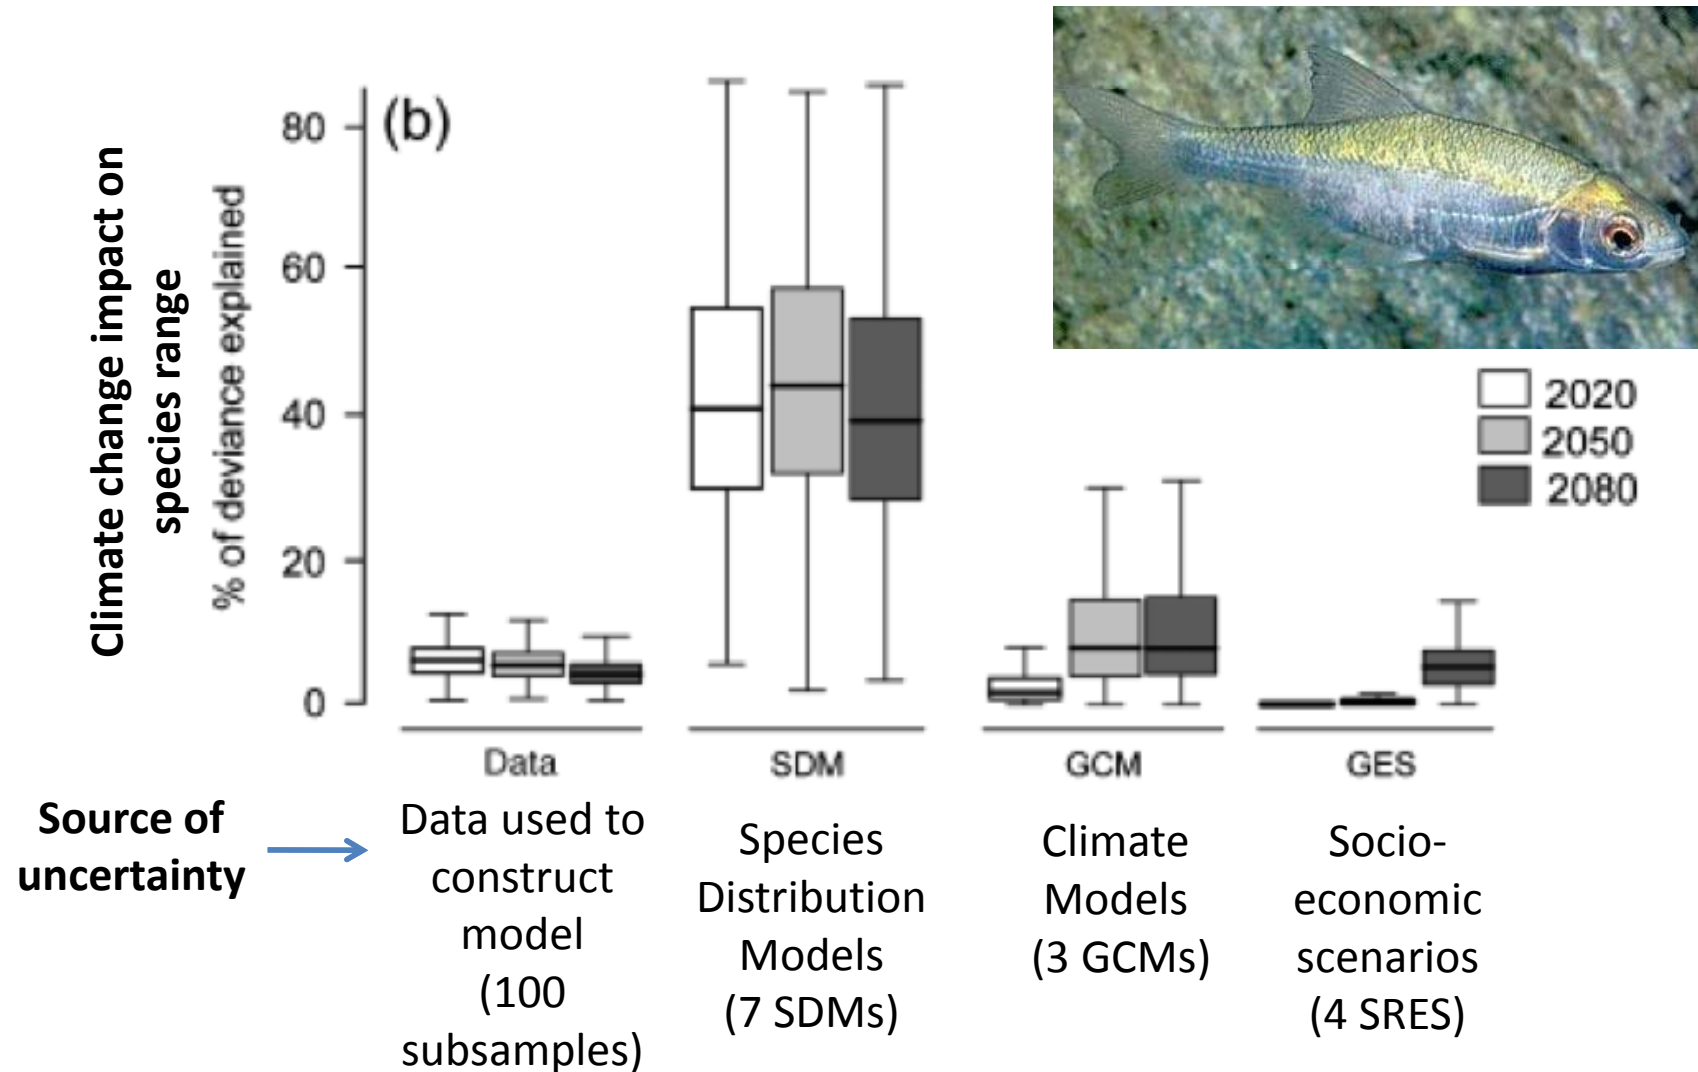 Climate change impact on
species range
% of deviance explained
(b)
80
60
40
20
0
2020
2050
2080
Data
SDM
GCM
GES
Source of
uncertainty
Data used to
construct
model
(100
subsamples)
Species
Distribution
Models
(7 SDMs)
Climate
Models
(3 GCMs)
Socio-
economic
scenarios
(4 SRES)